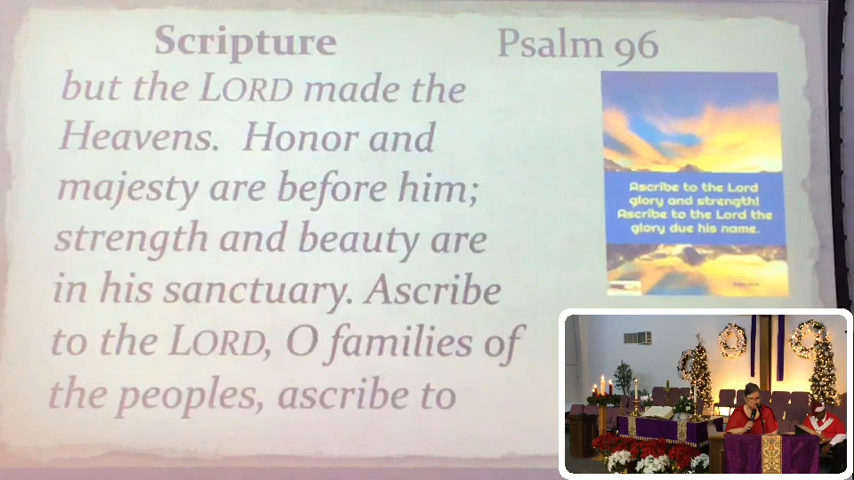 Scripture
Psalm 96
but the LORD made the
Heavens. Honor and
majesty are before him;
strength and beauty are
in his sanctuary. Ascribe
to the LORD, O families of
the peoples, ascribe to
Ascribe to the Lord
glory and strength!
Ascribe to the Lord the
glory due his name.